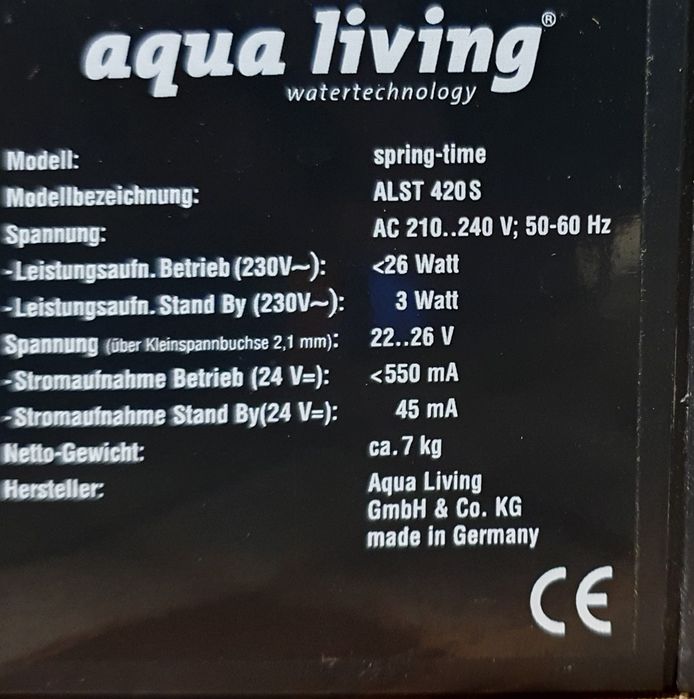 aqua living®
watertechnology
Modell: spring-time
Modellbezeichnung: ALST 420 S
Spannung: AC 210..240 V; 50-60 Hz
-Leistungsaufn. Betrieb (230V~): <26 Watt
-Leistungsaufn. Stand By (230V~): 3 Watt
Spannung (über Kleinspannbuchse 2,1 mm): 22..26 V
-Stromaufnahme Betrieb (24 V=): <550 mA
-Stromaufnahme Stand By(24 V=): 45 mA
Netto-Gewicht: ca. 7 kg
Hersteller: Aqua Living
GmbH & Co. KG
made in Germany
CE